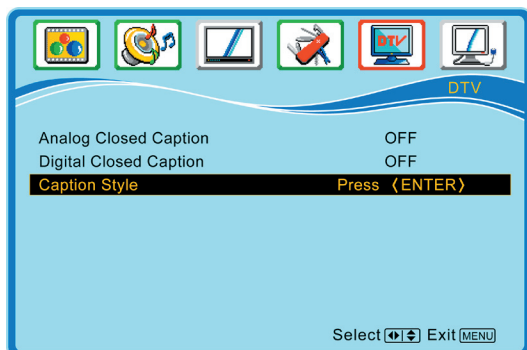 DTV
DTV
Analog Closed Caption OFF
Digital Closed Caption OFF
Caption Style Press 〈ENTER〉
Select Exit MENU